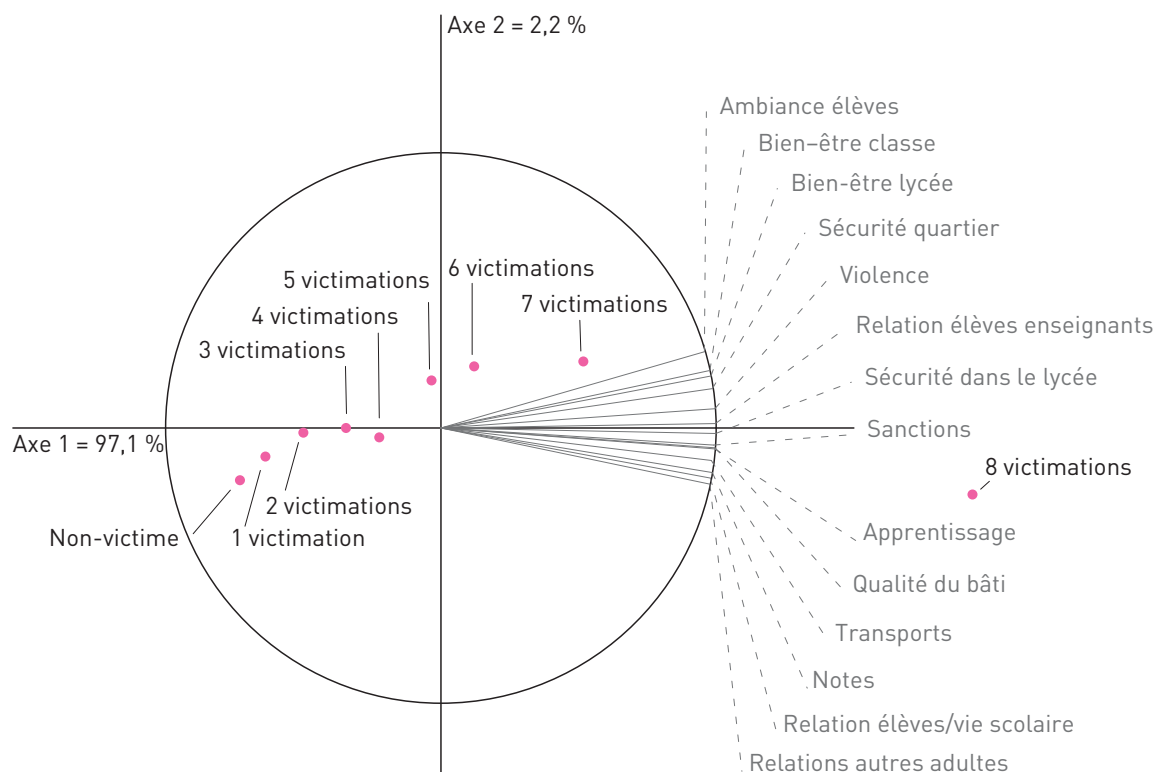 Axe 2 = 2,2 %
Ambiance élèves
Bien–être classe
Bien-être lycée
Sécurité quartier
5 victimations
6 victimations
Violence
7 victimations
4 victimations
Relation élèves enseignants
3 victimations
Sécurité dans le lycée
Sanctions
Axe 1 = 97,1 %
8 victimations
2 victimations
Non-victime
1 victimation
Apprentissage
Qualité du bâti
Transports
Notes
Relation élèves/vie scolaire
Relations autres adultes